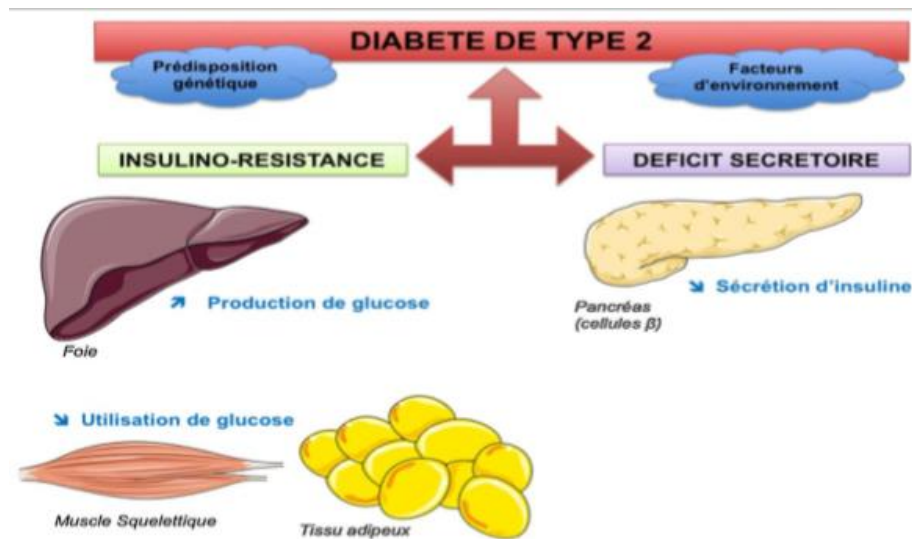 DIABETE DE TYPE 2
Prédisposition
génétique
Facteurs
d'environnement
INSULINO-RESISTANCE
DEFICIT SECRETOIRE
↗ Production de glucose
Foie
↘ Sécrétion d'insuline
Pancréas
(cellules β)
↘ Utilisation de glucose
Muscle Squelettique
Tissu adipeux